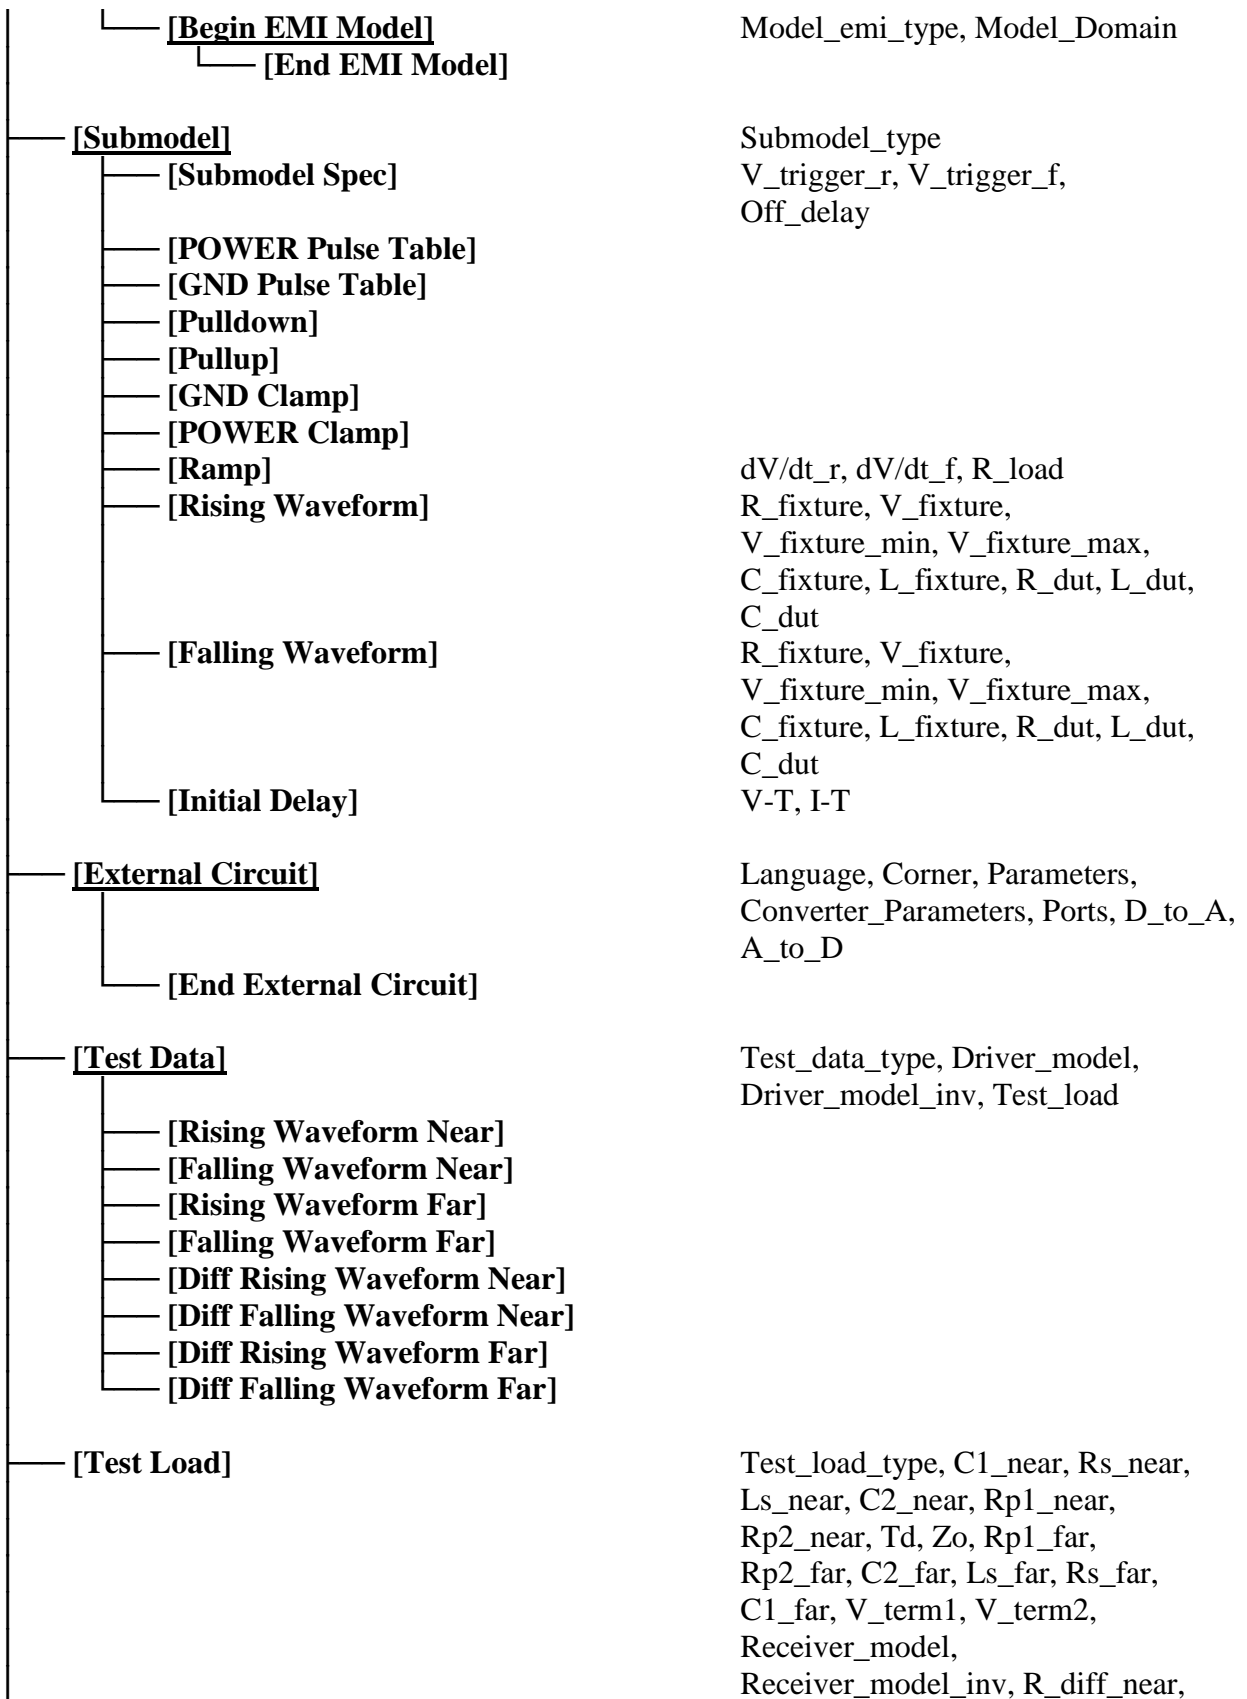 [Begin EMI Model] Model_emi_type, Model_Domain
[End EMI Model]
[Submodel] Submodel_type
[Submodel Spec] V_trigger_r, V_trigger_f,
Off_delay
[POWER Pulse Table]
[GND Pulse Table]
[Pulldown]
[Pullup]
[GND Clamp]
[POWER Clamp]
[Ramp] dV/dt_r, dV/dt_f, R_load
[Rising Waveform] R_fixture, V_fixture,
V_fixture_min, V_fixture_max,
C_fixture, L_fixture, R_dut, L_dut,
C_dut
[Falling Waveform] R_fixture, V_fixture,
V_fixture_min, V_fixture_max,
C_fixture, L_fixture, R_dut, L_dut,
C_dut
[Initial Delay] V-T, I-T
[External Circuit] Language, Corner, Parameters,
Converter_Parameters, Ports, D_to_A,
A_to_D
[End External Circuit]
[Test Data] Test_data_type, Driver_model,
Driver_model_inv, Test_load
[Rising Waveform Near]
[Falling Waveform Near]
[Rising Waveform Far]
[Falling Waveform Far]
[Diff Rising Waveform Near]
[Diff Falling Waveform Near]
[Diff Rising Waveform Far]
[Diff Falling Waveform Far]
[Test Load] Test_load_type, C1_near, Rs_near,
Ls_near, C2_near, Rp1_near,
Rp2_near, Td, Zo, Rp1_far,
Rp2_far, C2_far, Ls_far, Rs_far,
C1_far, V_term1, V_term2,
Receiver_model,
Receiver_model_inv, R_diff_near,